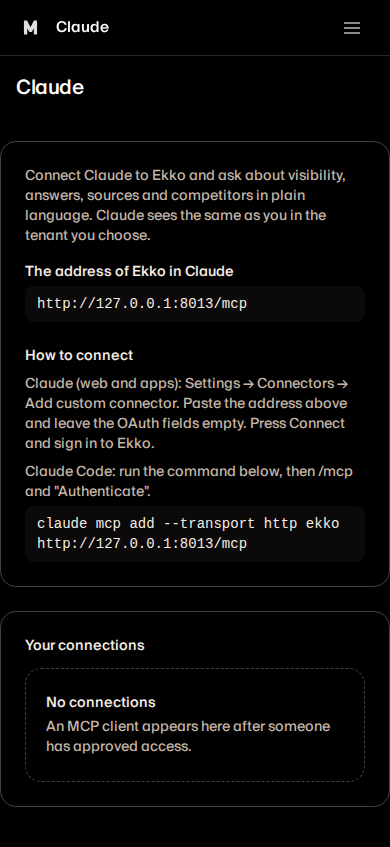 Claude
Claude
Connect Claude to Ekko and ask about visibility,
answers, sources and competitors in plain
language. Claude sees the same as you in the
tenant you choose.
The address of Ekko in Claude
http://127.0.0.1:8013/mcp
How to connect
Claude (web and apps): Settings → Connectors →
Add custom connector. Paste the address above
and leave the OAuth fields empty. Press Connect
and sign in to Ekko.
Claude Code: run the command below, then /mcp
and "Authenticate".
claude mcp add --transport http ekko
http://127.0.0.1:8013/mcp
Your connections
No connections
An MCP client appears here after someone
has approved access.